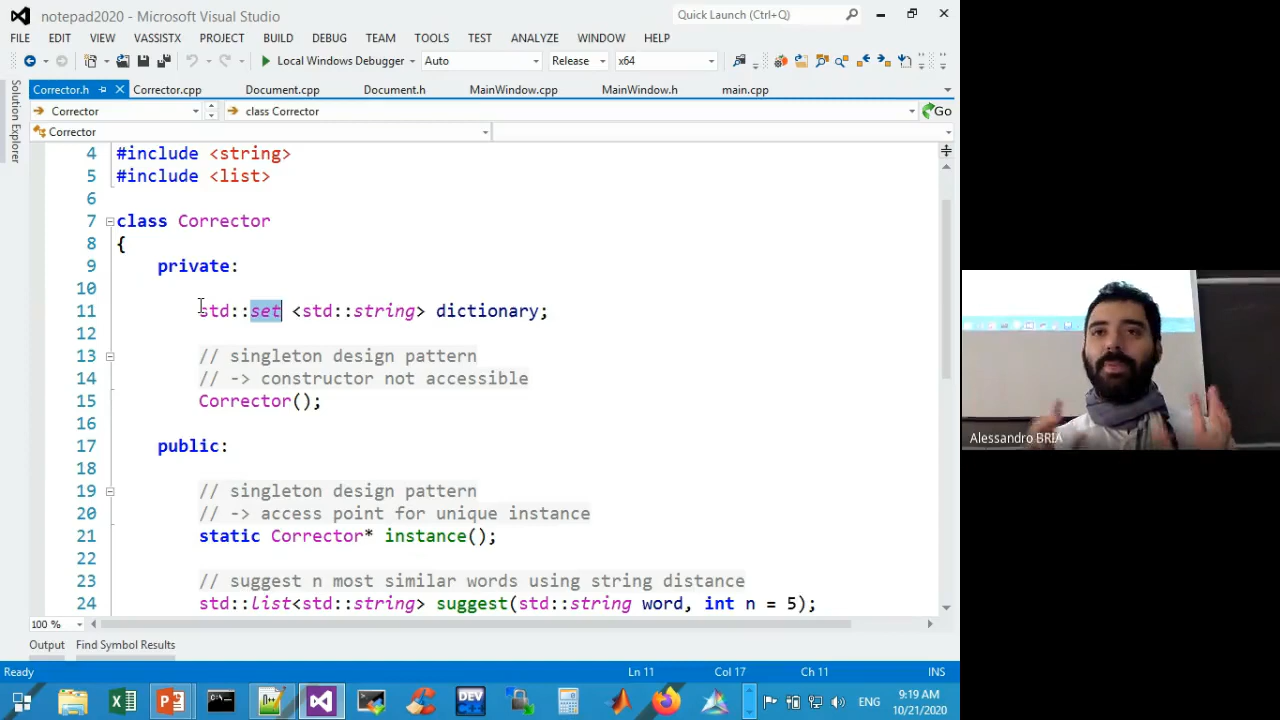 notepad2020 - Microsoft Visual Studio
Quick Launch (Ctrl+Q)
FILE EDIT VIEW VASSISTX PROJECT BUILD DEBUG TEAM TOOLS TEST ANALYZE WINDOW HELP
Local Windows Debugger Auto Release x64
Corrector.h Corrector.cpp Document.cpp Document.h MainWindow.cpp MainWindow.h main.cpp
Corrector class Corrector Go
Corrector
Solution Explorer
4 #include <string>
5 #include <list>
6
7 class Corrector
8 {
9 private:
10
11 std::set <std::string> dictionary;
12
13 // singleton design pattern
14 // -> constructor not accessible
15 Corrector();
16
17 public:
18
19 // singleton design pattern
20 // -> access point for unique instance
21 static Corrector* instance();
22
23 // suggest n most similar words using string distance
24 std::list<std::string> suggest(std::string word, int n = 5);
100 %
Output Find Symbol Results
Ready Ln 11 Col 17 Ch 11 INS
DEV
ENG
9:19 AM
10/21/2020
Alessandro BRIA